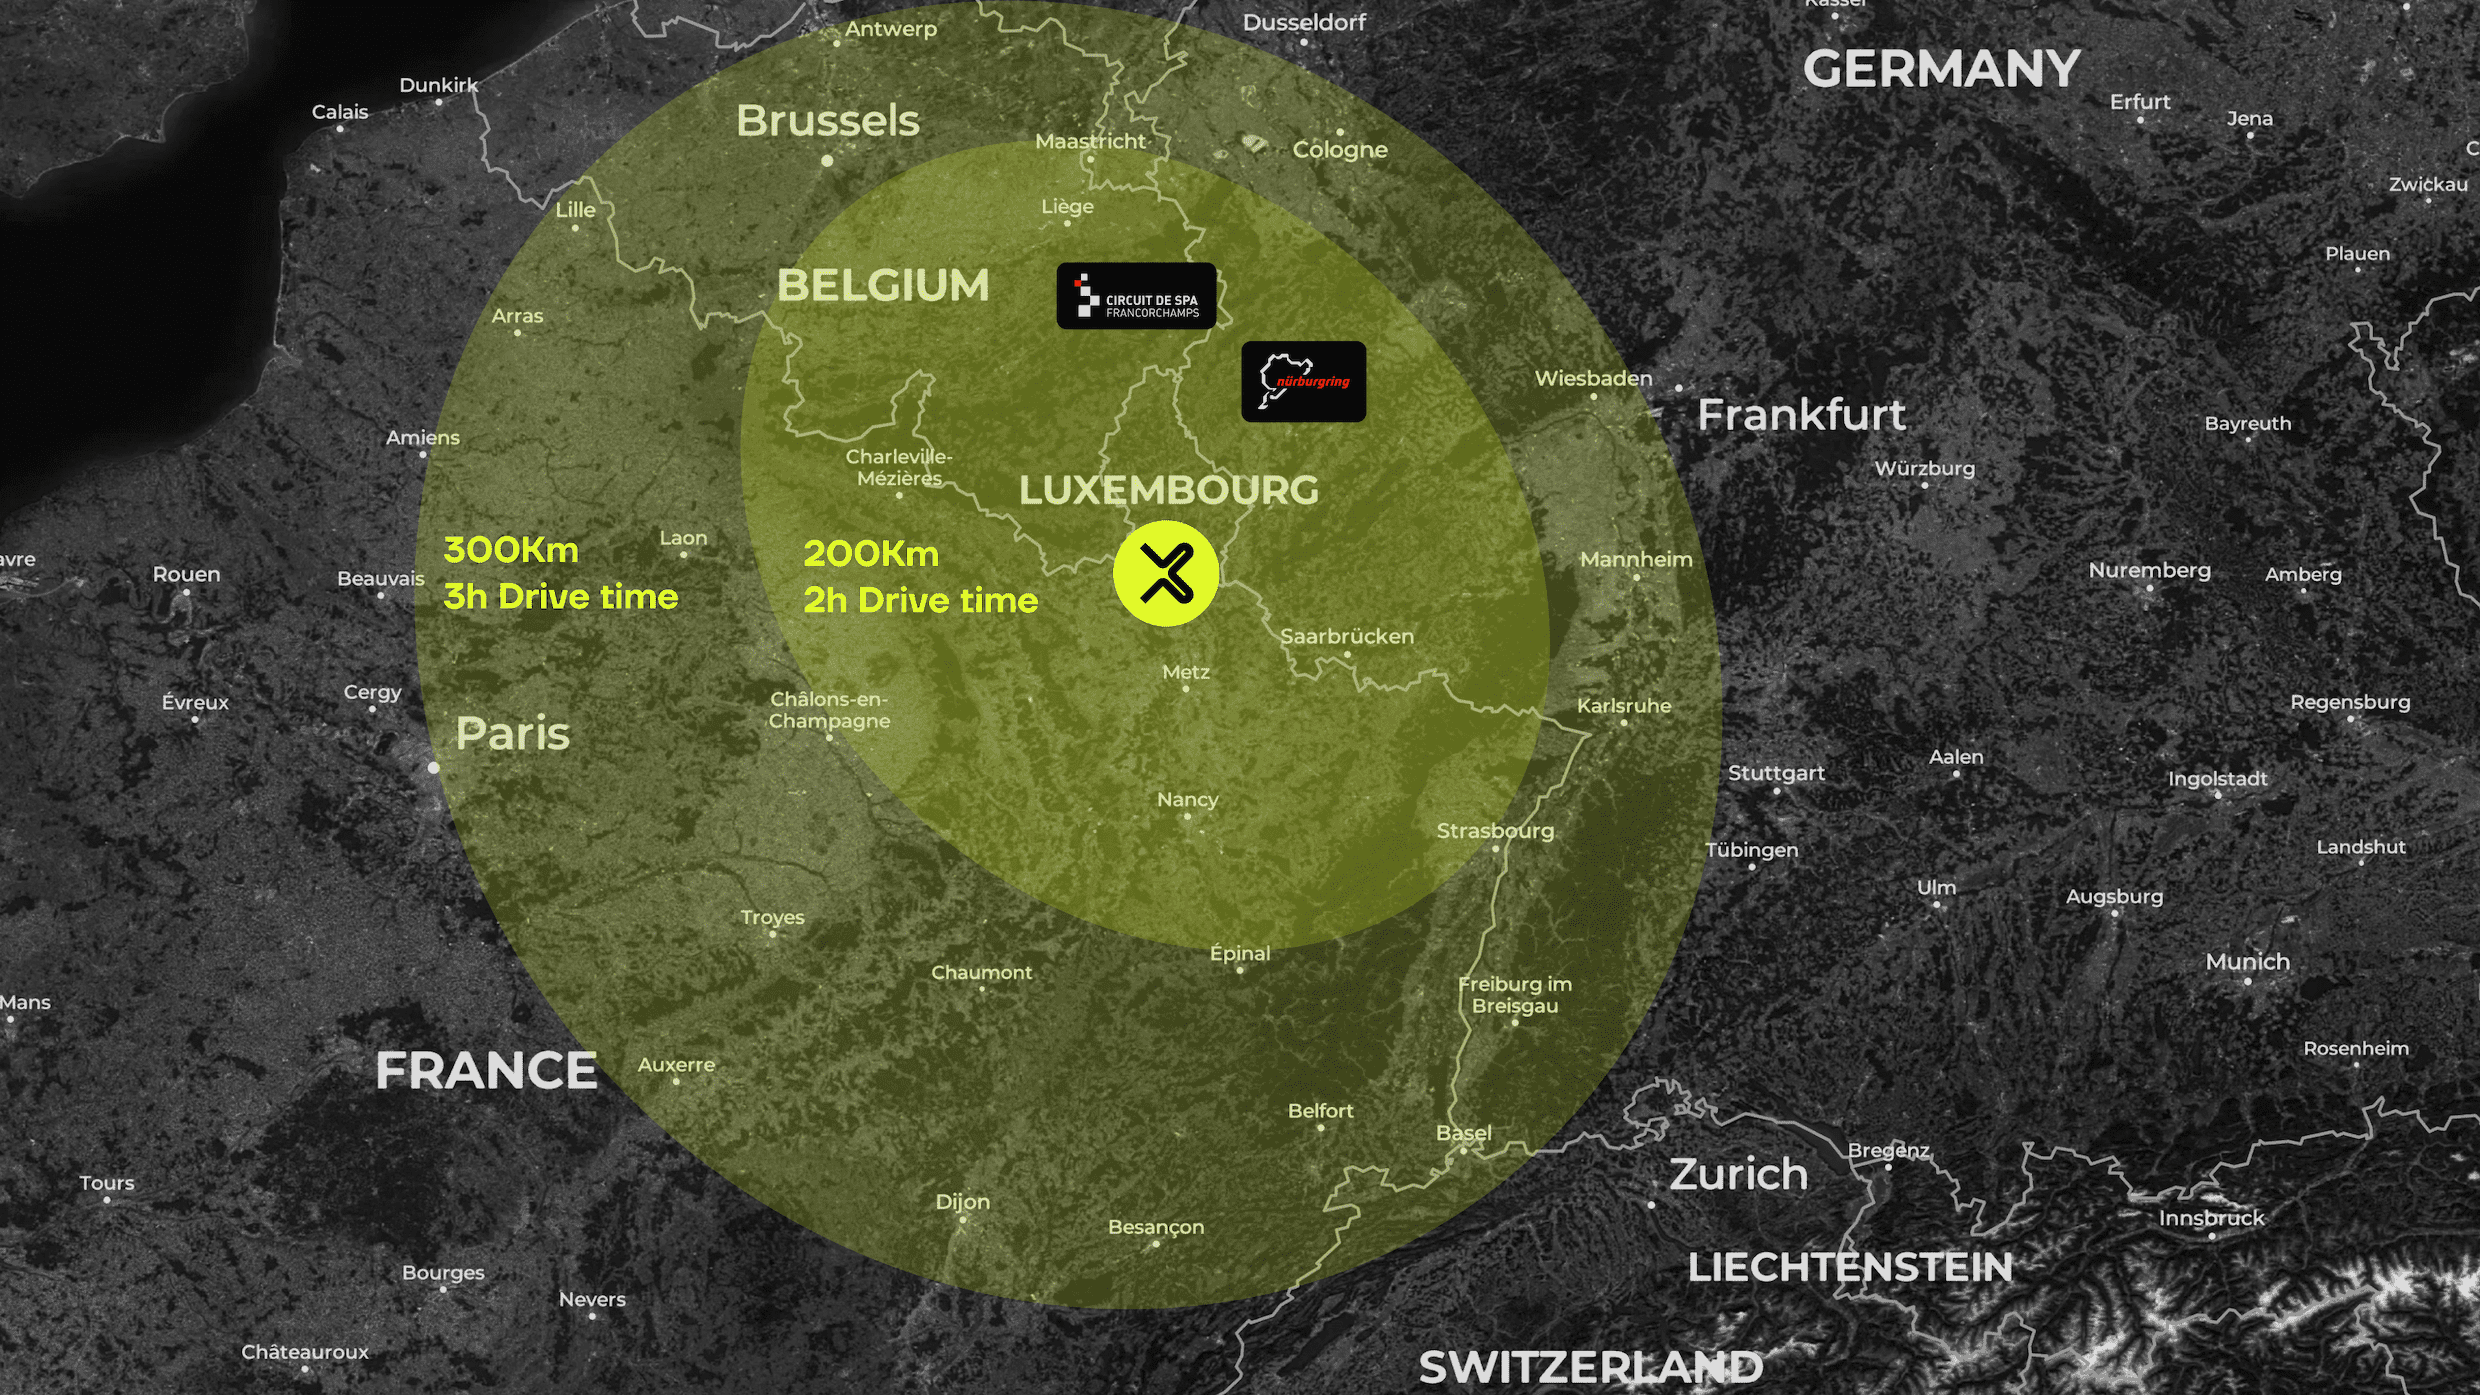 Kassel
Antwerp
Dusseldorf
GERMANY
Dunkirk
Calais
Brussels
Maastricht
Cologne
Erfurt
Jena
C
Zwickau
Lille
Liège
Plauen
BELGIUM
CIRCUIT DE SPA
FRANCORCHAMPS
Arras
nürburgring
Wiesbaden
Frankfurt
Bayreuth
Amiens
Charleville-
Mézières
Würzburg
LUXEMBOURG
Laon
300Km
3h Drive time
200Km
2h Drive time
avre
Rouen
Beauvais
Mannheim
Nuremberg
Amberg
Saarbrücken
Metz
Évreux
Cergy
Châlons-en-
Champagne
Karlsruhe
Regensburg
Paris
Aalen
Stuttgart
Ingolstadt
Nancy
Strasbourg
Tübingen
Landshut
Ulm
Augsburg
Troyes
Épinal
Munich
Chaumont
Freiburg im
Breisgau
Mans
FRANCE
Auxerre
Rosenheim
Belfort
Basel
Bregenz
Zurich
Tours
Dijon
Besançon
Innsbruck
LIECHTENSTEIN
Bourges
Nevers
Châteauroux
SWITZERLAND